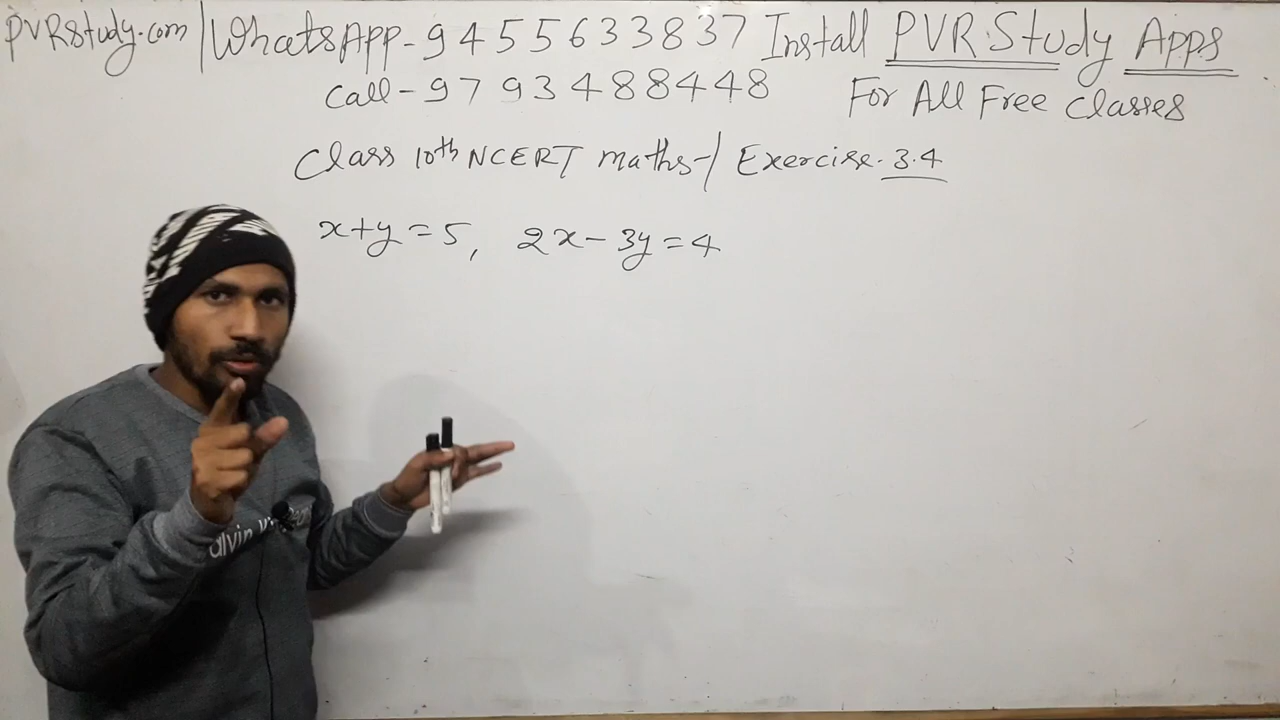 PVRStudy.com | WhatsApp - 9455633837 Install PVR Study Apps
Call - 9793488448 For All Free Classes
Class 10th NCERT maths - | Exercise. 3.4
x+y=5, 2x-3y=4